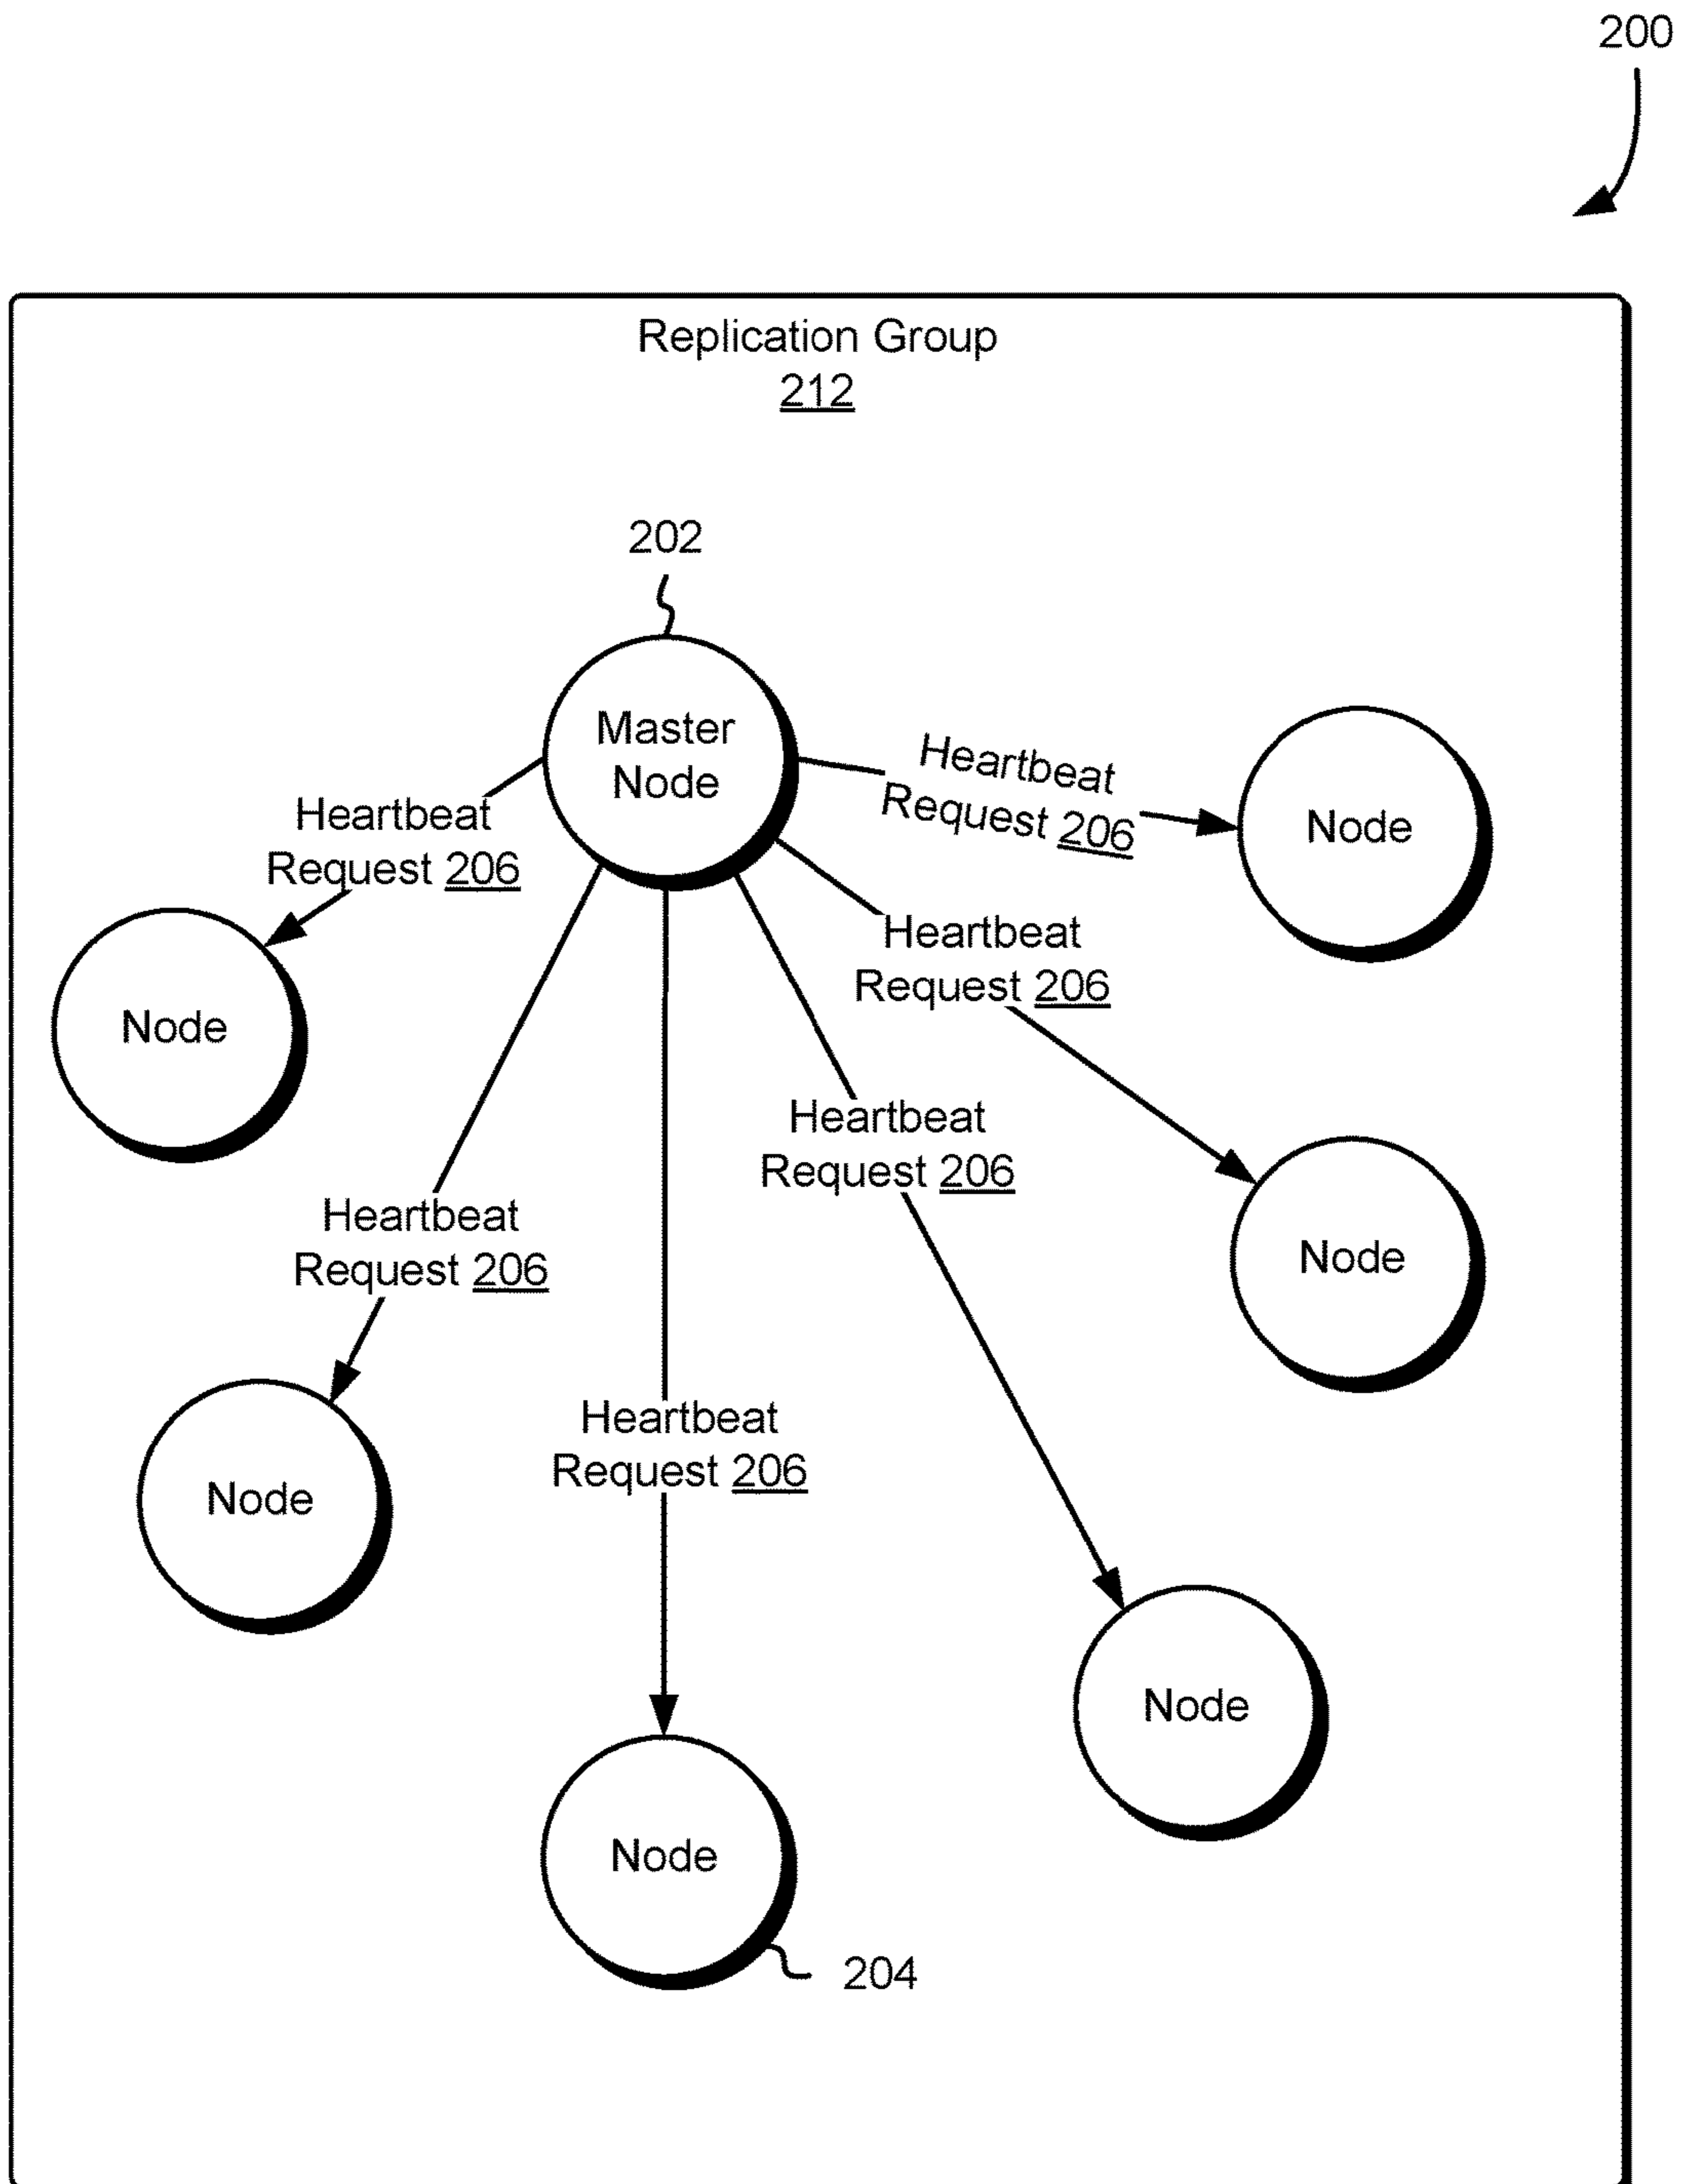 200
Replication Group
212
202
Master
Node
Heartbeat
Request 206
Node
Heartbeat
Request 206
Heartbeat
Request 206
Node
Heartbeat
Request 206
Node
Heartbeat
Request 206
Node
Heartbeat
Request 206
Node
Node
204